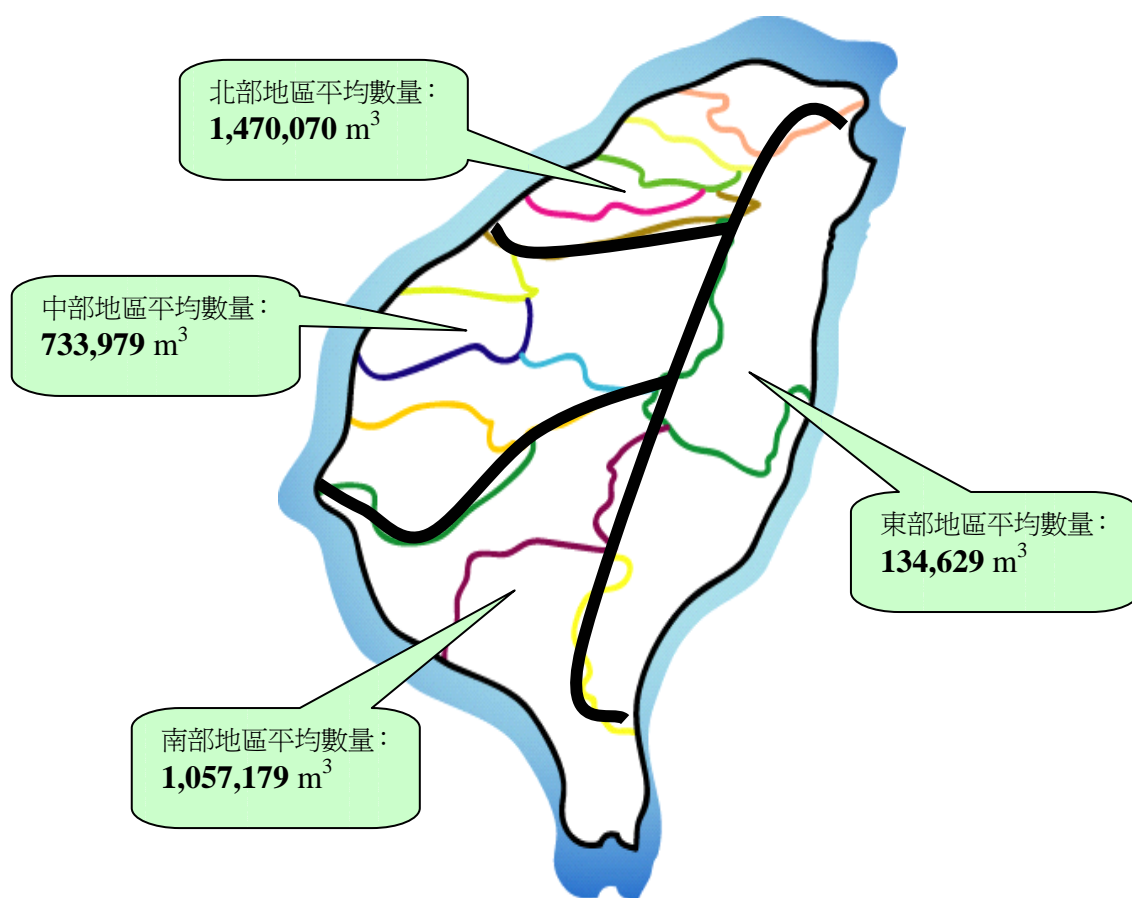 北部地區平均數量：
1,470,070 m³
中部地區平均數量：
733,979 m³
東部地區平均數量：
134,629 m³
南部地區平均數量：
1,057,179 m³